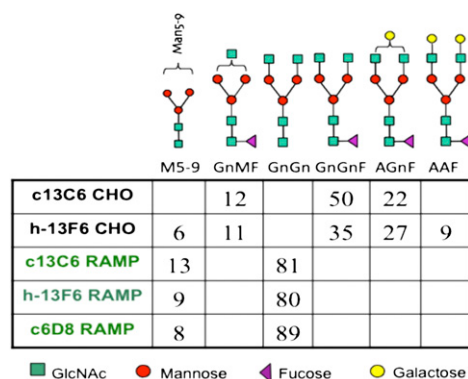 Man5-9
M5-9 GnMF GnGn GnGnF AGnF AAF
c13C6 CHO 12 50 22
h-13F6 CHO 6 11 35 27 9
c13C6 RAMP 13 81
h-13F6 RAMP 9 80
c6D8 RAMP 8 89
GlcNAc Mannose Fucose Galactose